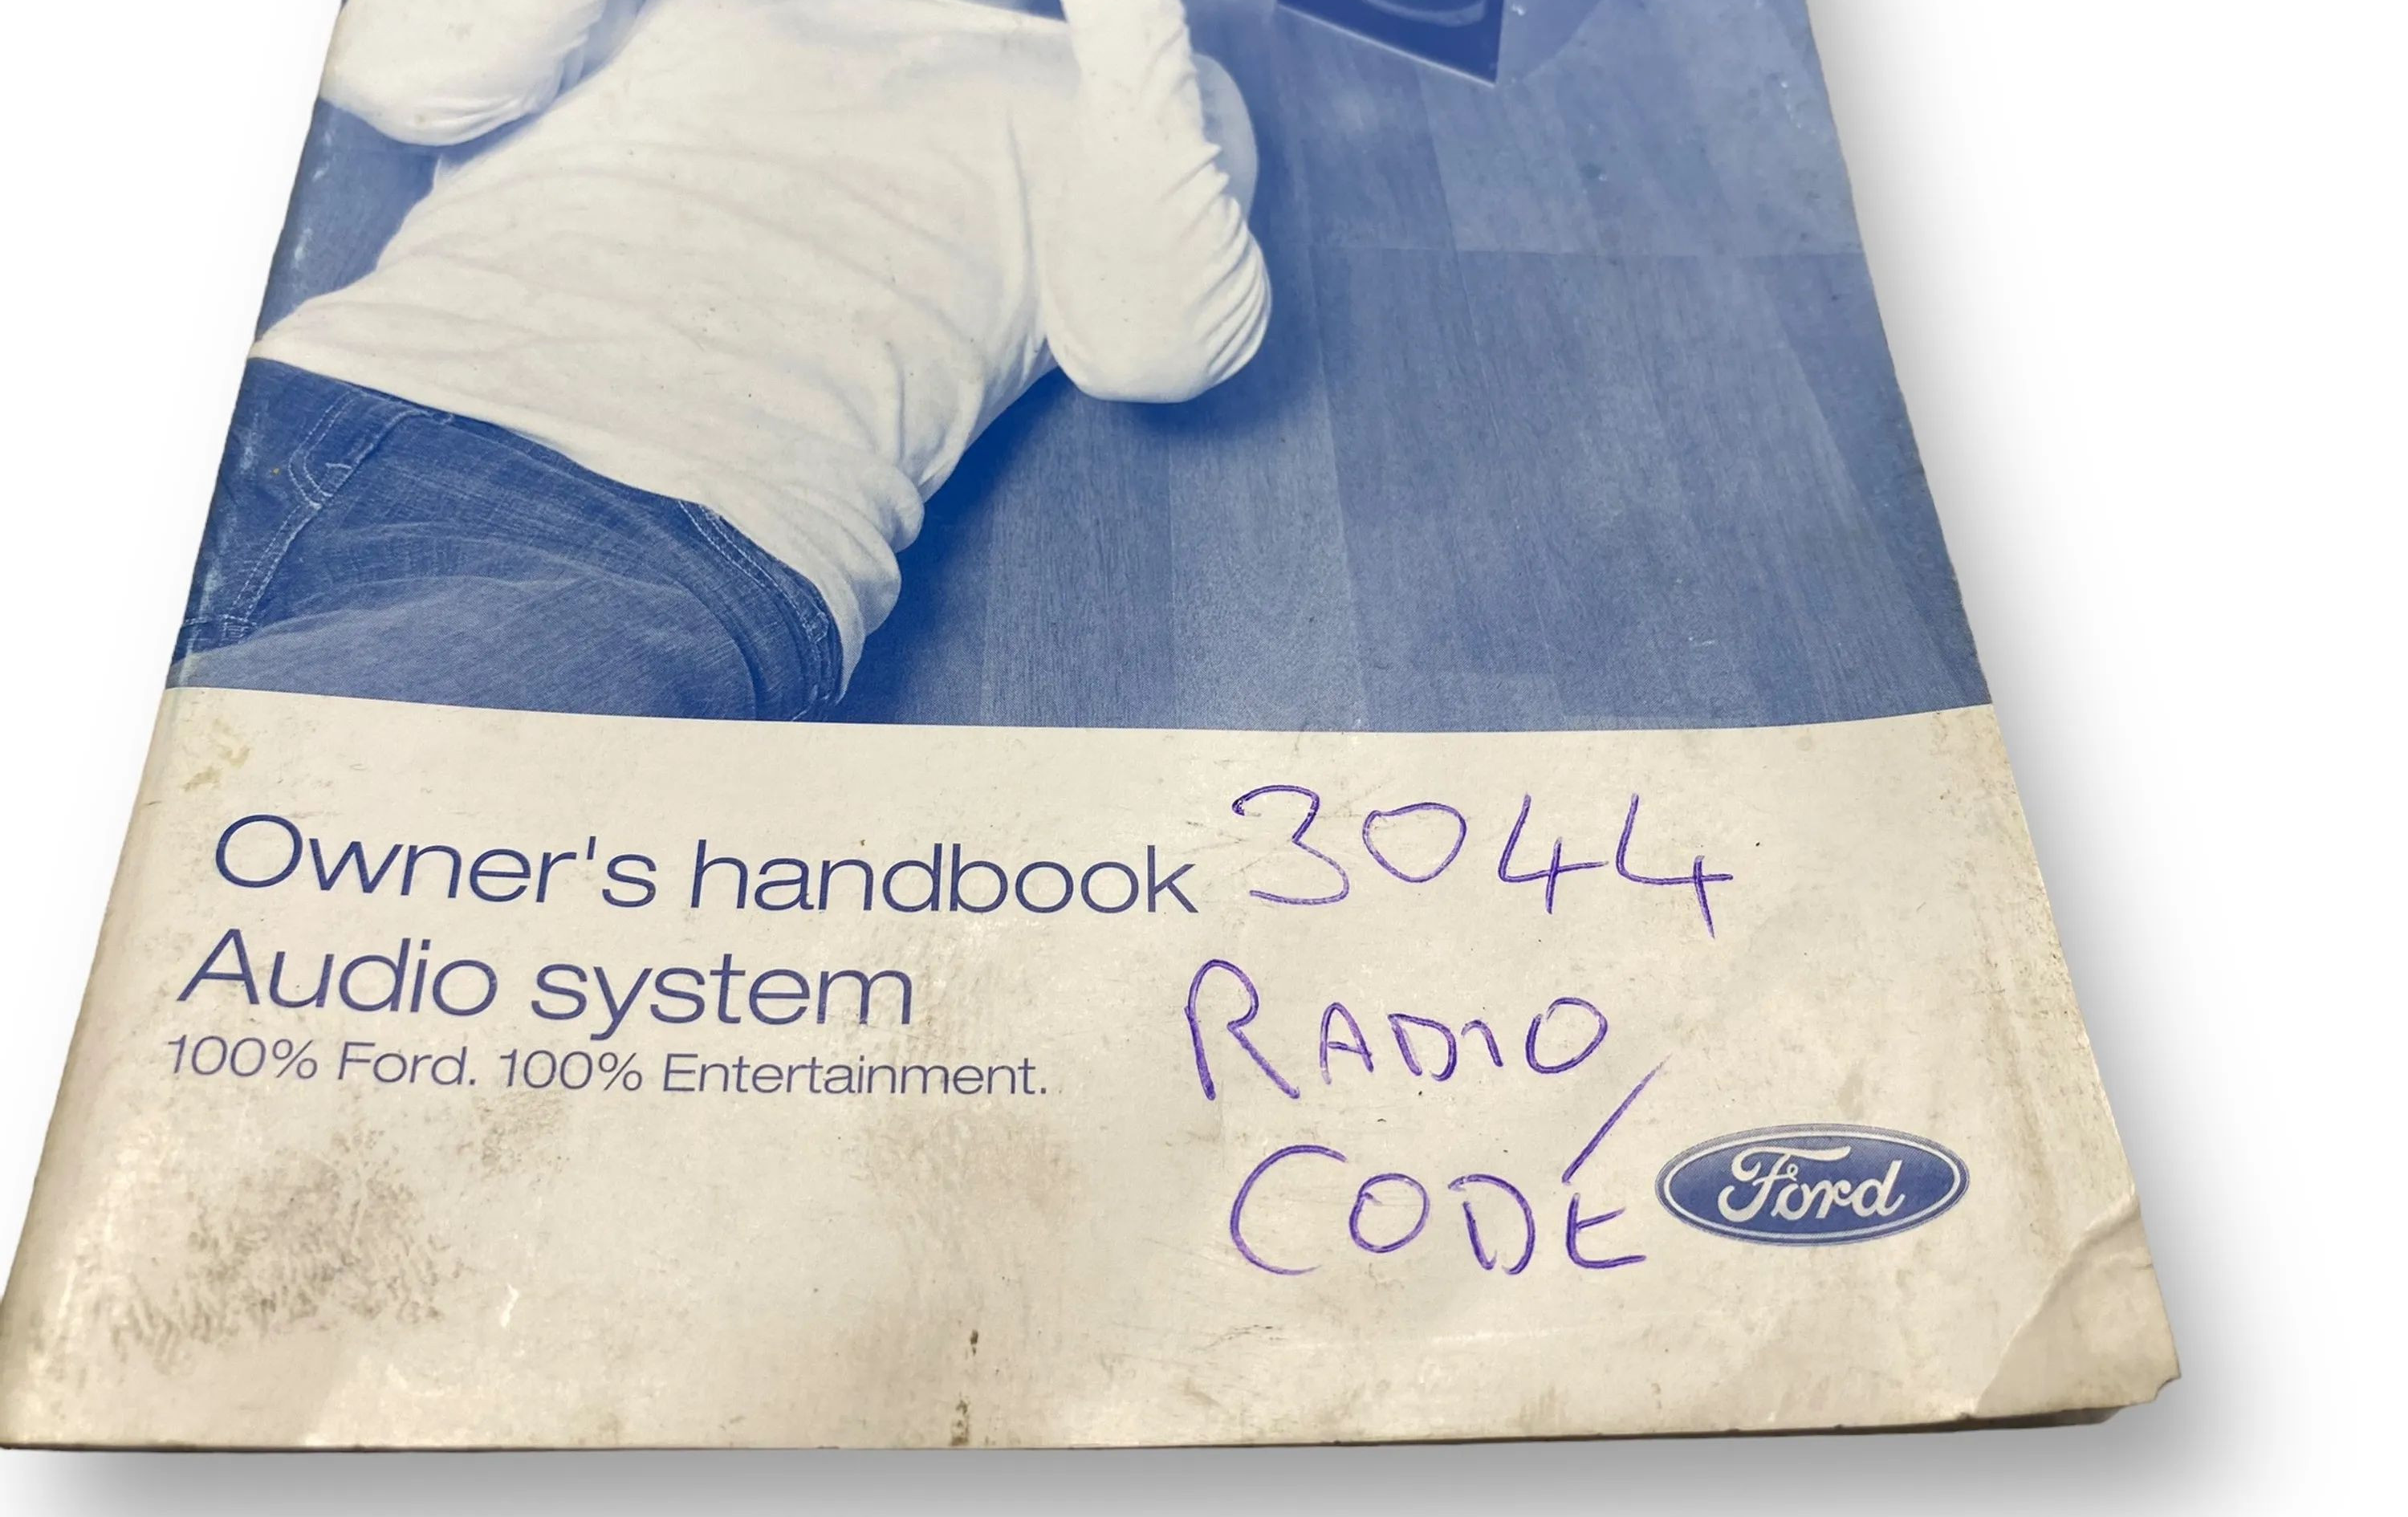 Owner's handbook
Audio system
100% Ford. 100% Entertainment.
3044
RADIO
CODE
Ford